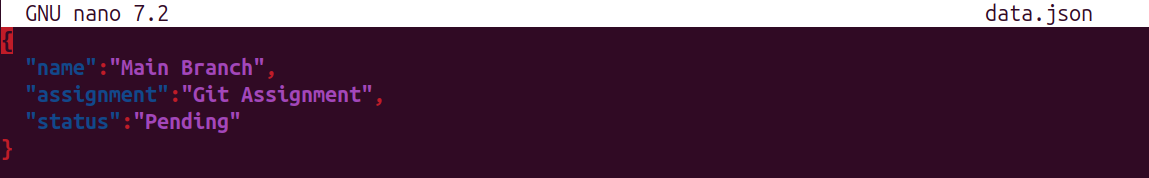 GNU nano 7.2 data.json
{
"name":"Main Branch",
"assignment":"Git Assignment",
"status":"Pending"
}